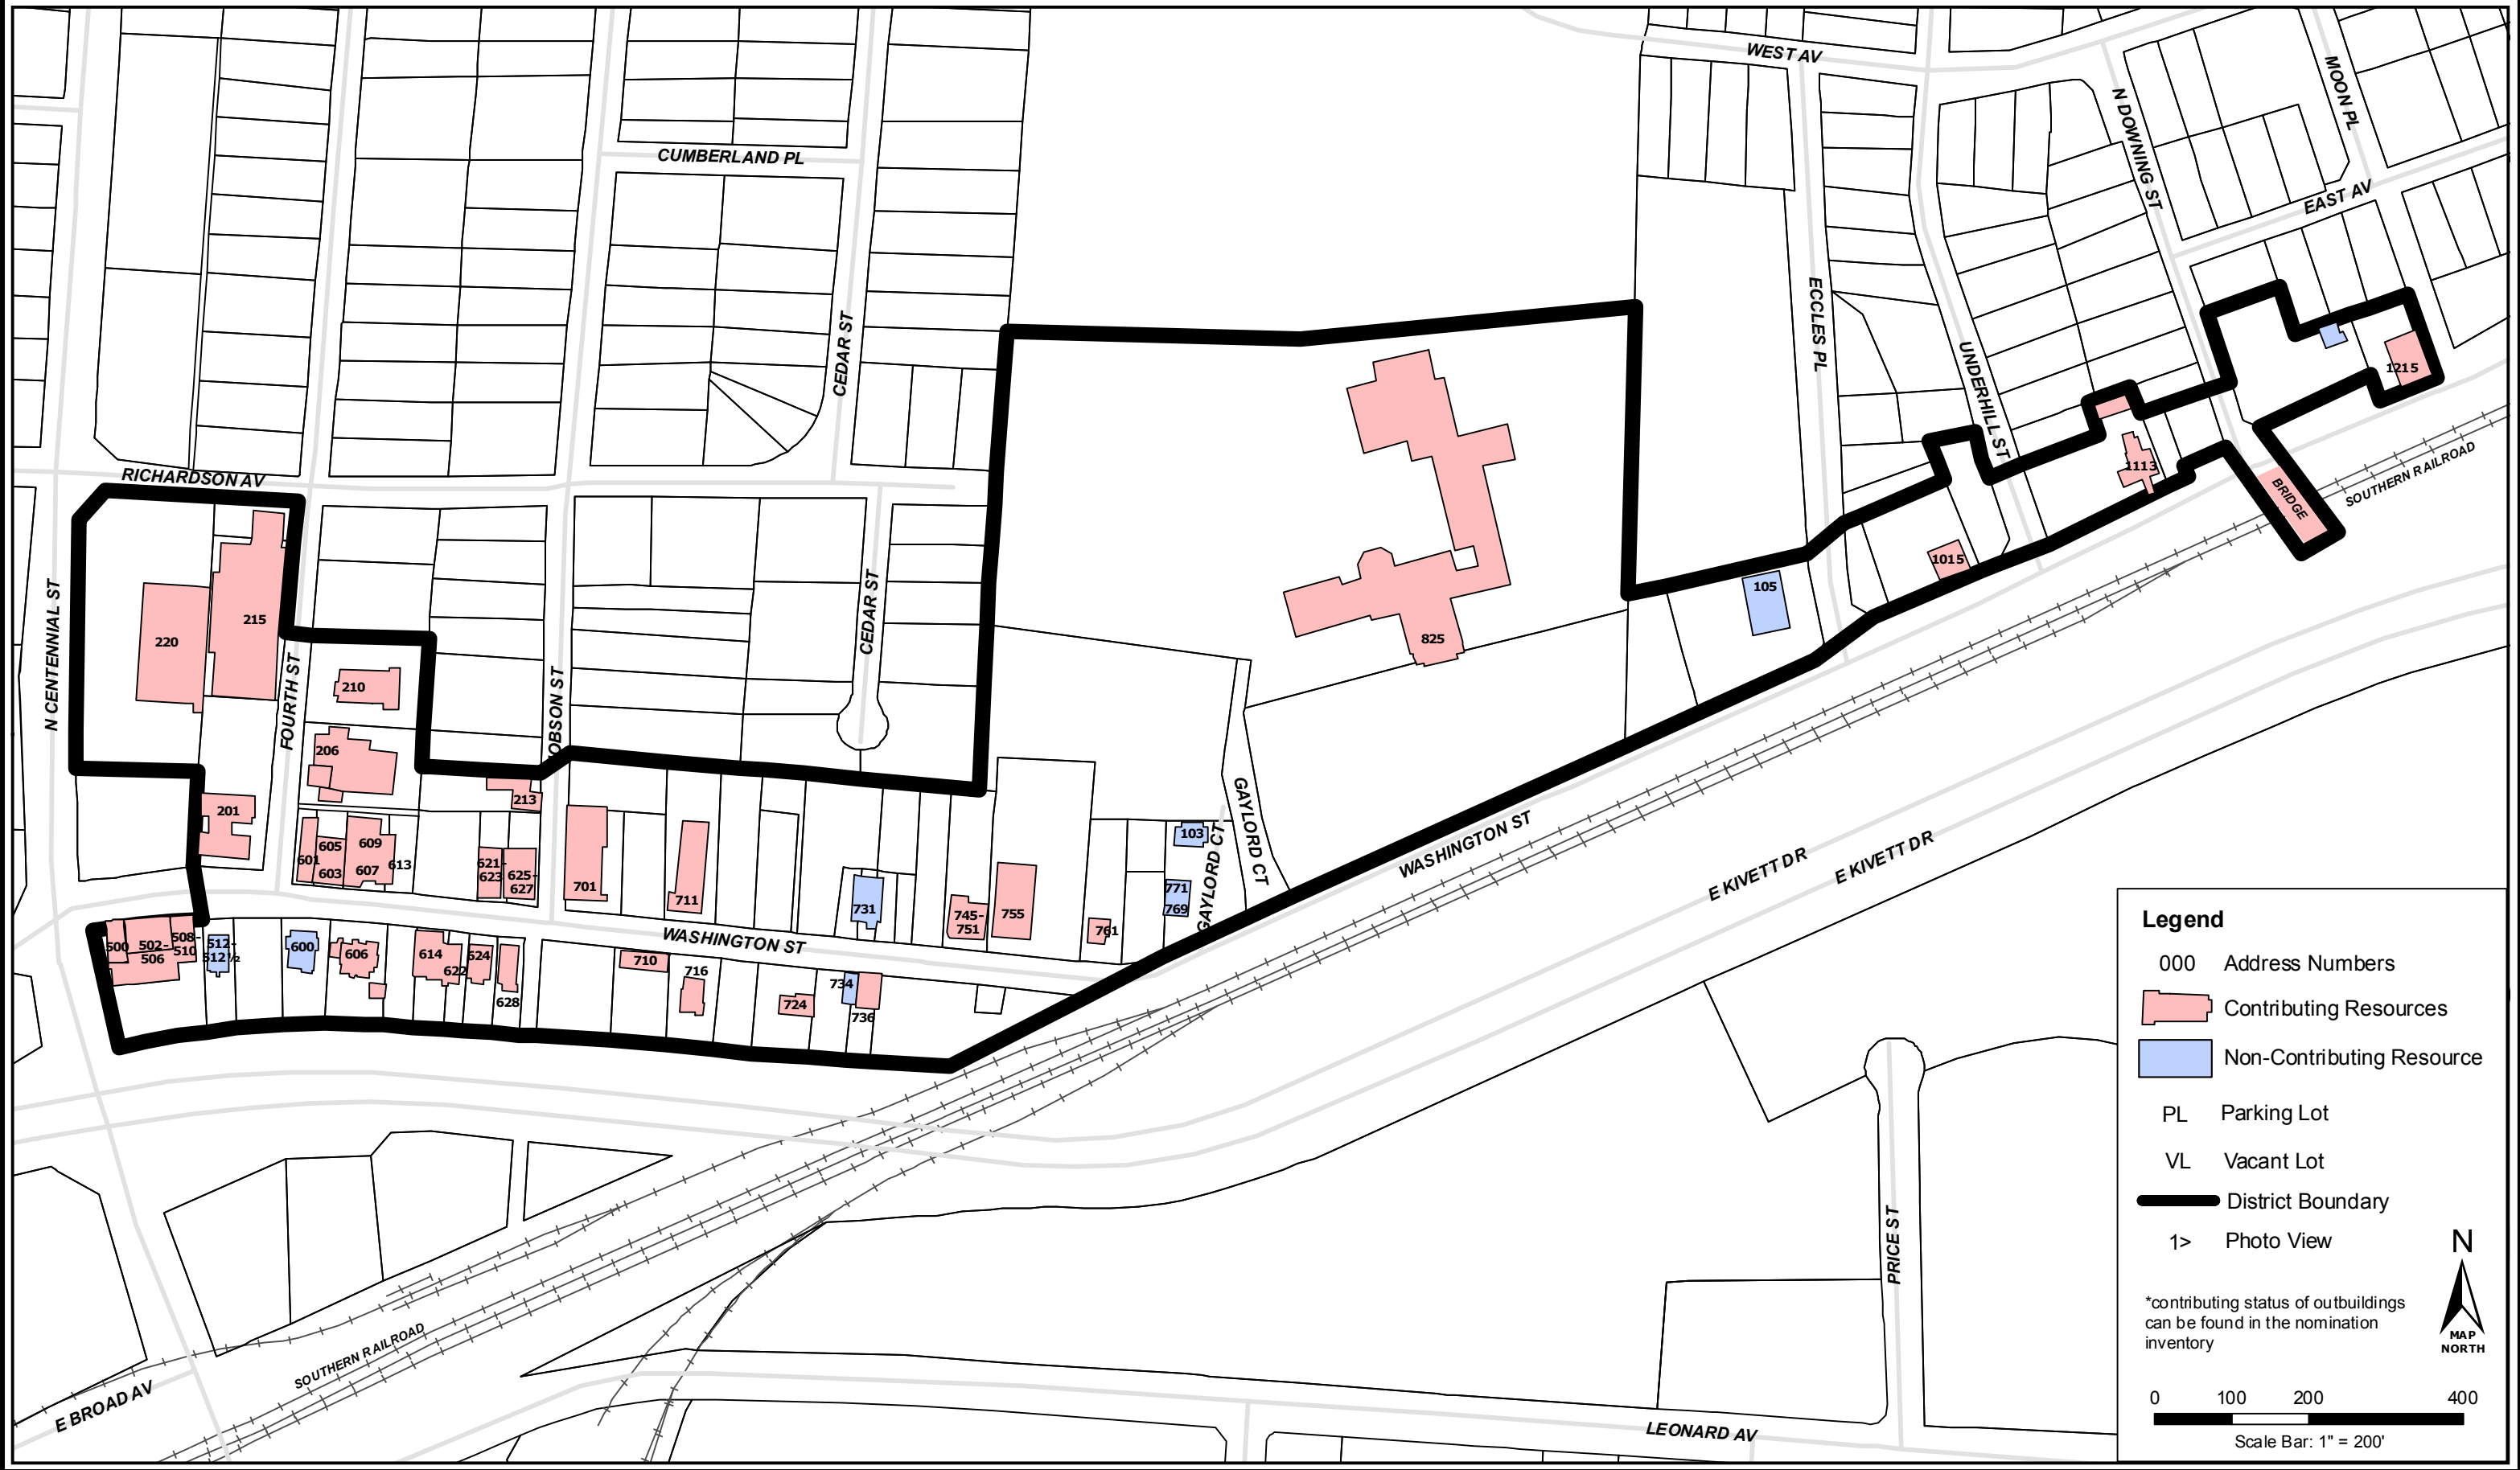 WEST AV
MOON PL
N DOWNING ST
CUMBERLAND PL
EAST AV
ECCLES PL
CEDAR ST
UNDERHILL ST
1215
RICHARDSON AV
SOUTHERN RAILROAD
1113
BRIDGE
N CENTENNIAL ST
1015
CEDAR ST
105
215
220
825
FOURTH ST
210
OBSON ST
206
213
201
GAYLORD CT
WASHINGTON ST
103
GAYLORD CT
605
609
601
603
607
613
621-
623
625-
627
701
711
731
745-
751
755
761
771
769
E KIVETT DR
E KIVETT DR
WASHINGTON ST
500
502-
506
508-
510
512-
512½
600
606
614
622
624
628
710
716
724
734
736
PRICE ST
SOUTHERN RAILROAD
E BROAD AV
LEONARD AV
Legend
000 Address Numbers
Contributing Resources
Non-Contributing Resource
PL Parking Lot
VL Vacant Lot
District Boundary
1> Photo View
*contributing status of outbuildings
can be found in the nomination
inventory
N
MAP
NORTH
0 100 200 400
Scale Bar: 1" = 200'